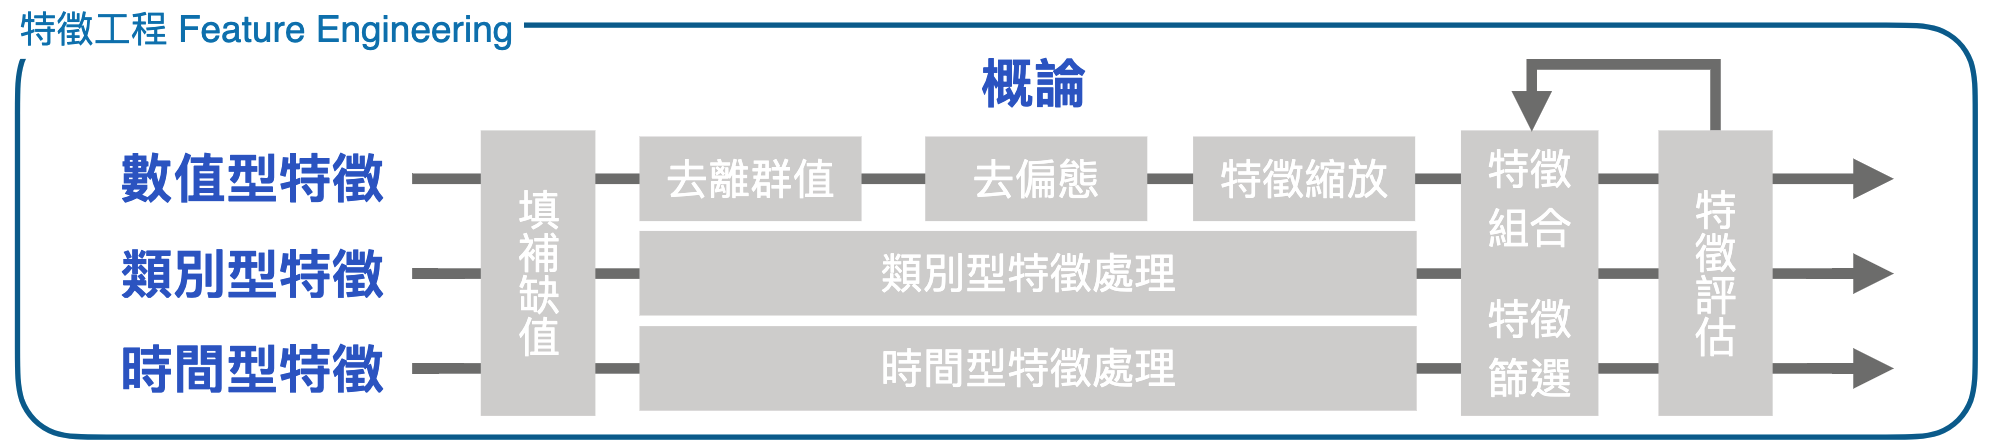 特徵工程 Feature Engineering
概論
數值型特徵
類別型特徵
時間型特徵
填補缺值
去離群值
去偏態
特徵縮放
類別型特徵處理
時間型特徵處理
特徵
組合
特徵
篩選
特徵評估